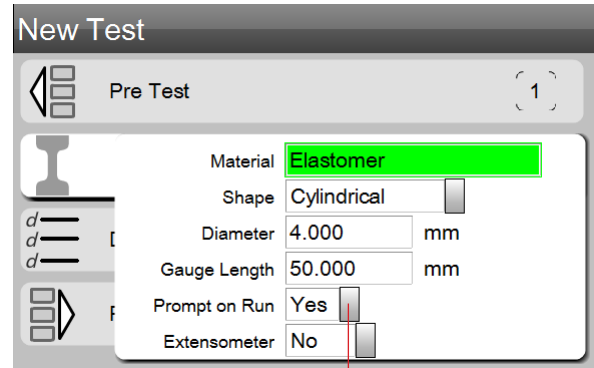 New Test
Pre Test 1
Material Elastomer
Shape Cylindrical
d
d
d
Diameter 4.000 mm
Gauge Length 50.000 mm
Prompt on Run Yes
Extensometer No